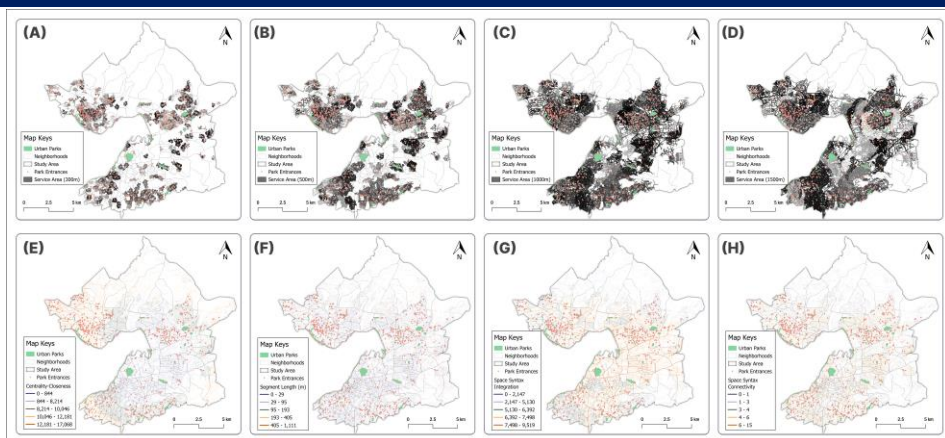 (A)
N
Map Keys
Urban Parks
Neighborhoods
Study Area
Park Entrances
Service Area (300m)
0 2.5 5 km
(B)
N
Map Keys
Urban Parks
Neighborhoods
Study Area
Park Entrances
Service Area (500m)
0 2.5 5 km
(C)
N
Map Keys
Urban Parks
Neighborhoods
Study Area
Park Entrances
Service Area (1000m)
0 2.5 5 km
(D)
N
Map Keys
Urban Parks
Neighborhoods
Study Area
Park Entrances
Service Area (1500m)
0 2.5 5 km
(E)
N
Map Keys
Urban Parks
Neighborhoods
Study Area
Park Entrances
Centrality-Closeness
0 - 844
844 - 8,214
8,214 - 10,046
10,046 - 12,181
12,181 - 17,068
0 2.5 5 km
(F)
N
Map Keys
Urban Parks
Neighborhoods
Study Area
Park Entrances
Segment Length (m)
0 - 29
29 - 95
95 - 193
193 - 405
405 - 1,111
0 2.5 5 km
(G)
N
Map Keys
Urban Parks
Neighborhoods
Study Area
Park Entrances
Space Syntax
Integration
0 - 2,147
2,147 - 5,130
5,130 - 6,392
6,392 - 7,498
7,498 - 9,519
0 2.5 5 km
(H)
N
Map Keys
Urban Parks
Neighborhoods
Study Area
Park Entrances
Space Syntax
Connectivity
0 - 1
1 - 3
3 - 4
4 - 6
6 - 15
0 2.5 5 km